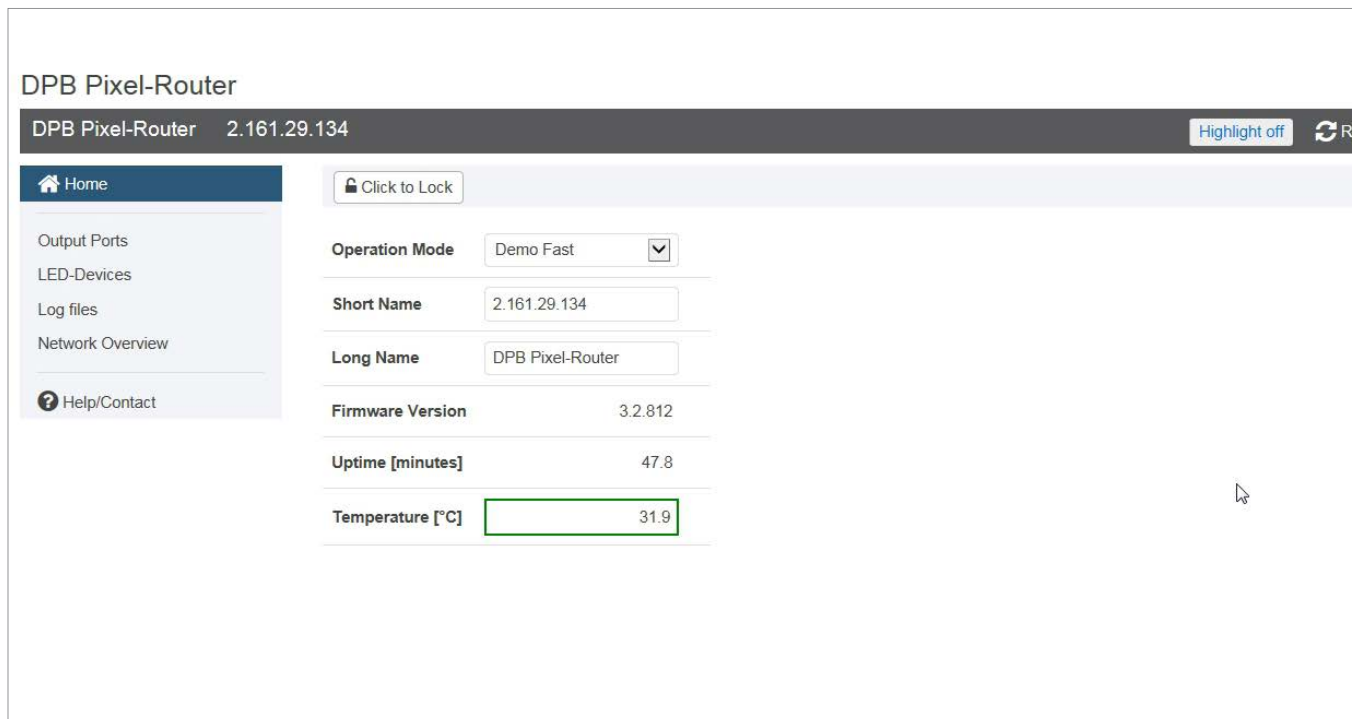 DPB Pixel-Router
DPB Pixel-Router 2.161.29.134 Highlight off R
Home
Click to Lock
Output Ports
LED-Devices
Log files
Network Overview
Help/Contact
Operation Mode Demo Fast
Short Name 2.161.29.134
Long Name DPB Pixel-Router
Firmware Version 3.2.812
Uptime [minutes] 47.8
Temperature [°C] 31.9